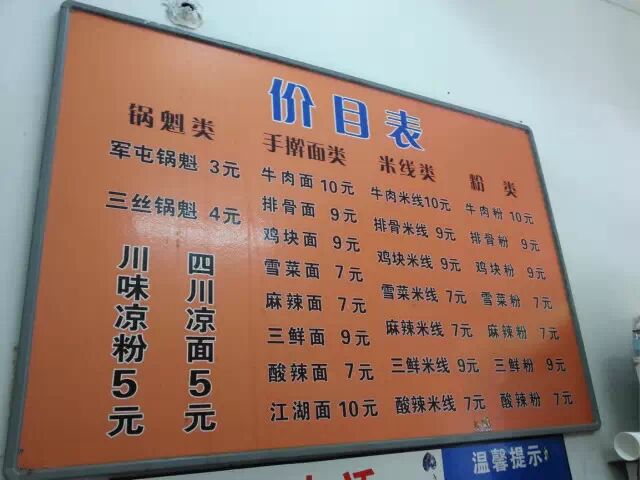 价目表
锅魁类
军屯锅魁 3元
三丝锅魁 4元
川味凉粉5元
四川凉面5元
手擀面类
牛肉面 10元
排骨面 9元
鸡块面 9元
雪菜面 7元
麻辣面 7元
三鲜面 9元
酸辣面 7元
江湖面 10元
米线类
牛肉米线10元
排骨米线 9元
鸡块米线 9元
雪菜米线 7元
麻辣米线 7元
三鲜米线 9元
酸辣米线 7元
粉 类
牛肉粉 10元
排骨粉 9元
鸡块粉 9元
雪菜粉 7元
麻辣粉 7元
三鲜粉 9元
酸辣粉 7元
温馨提示